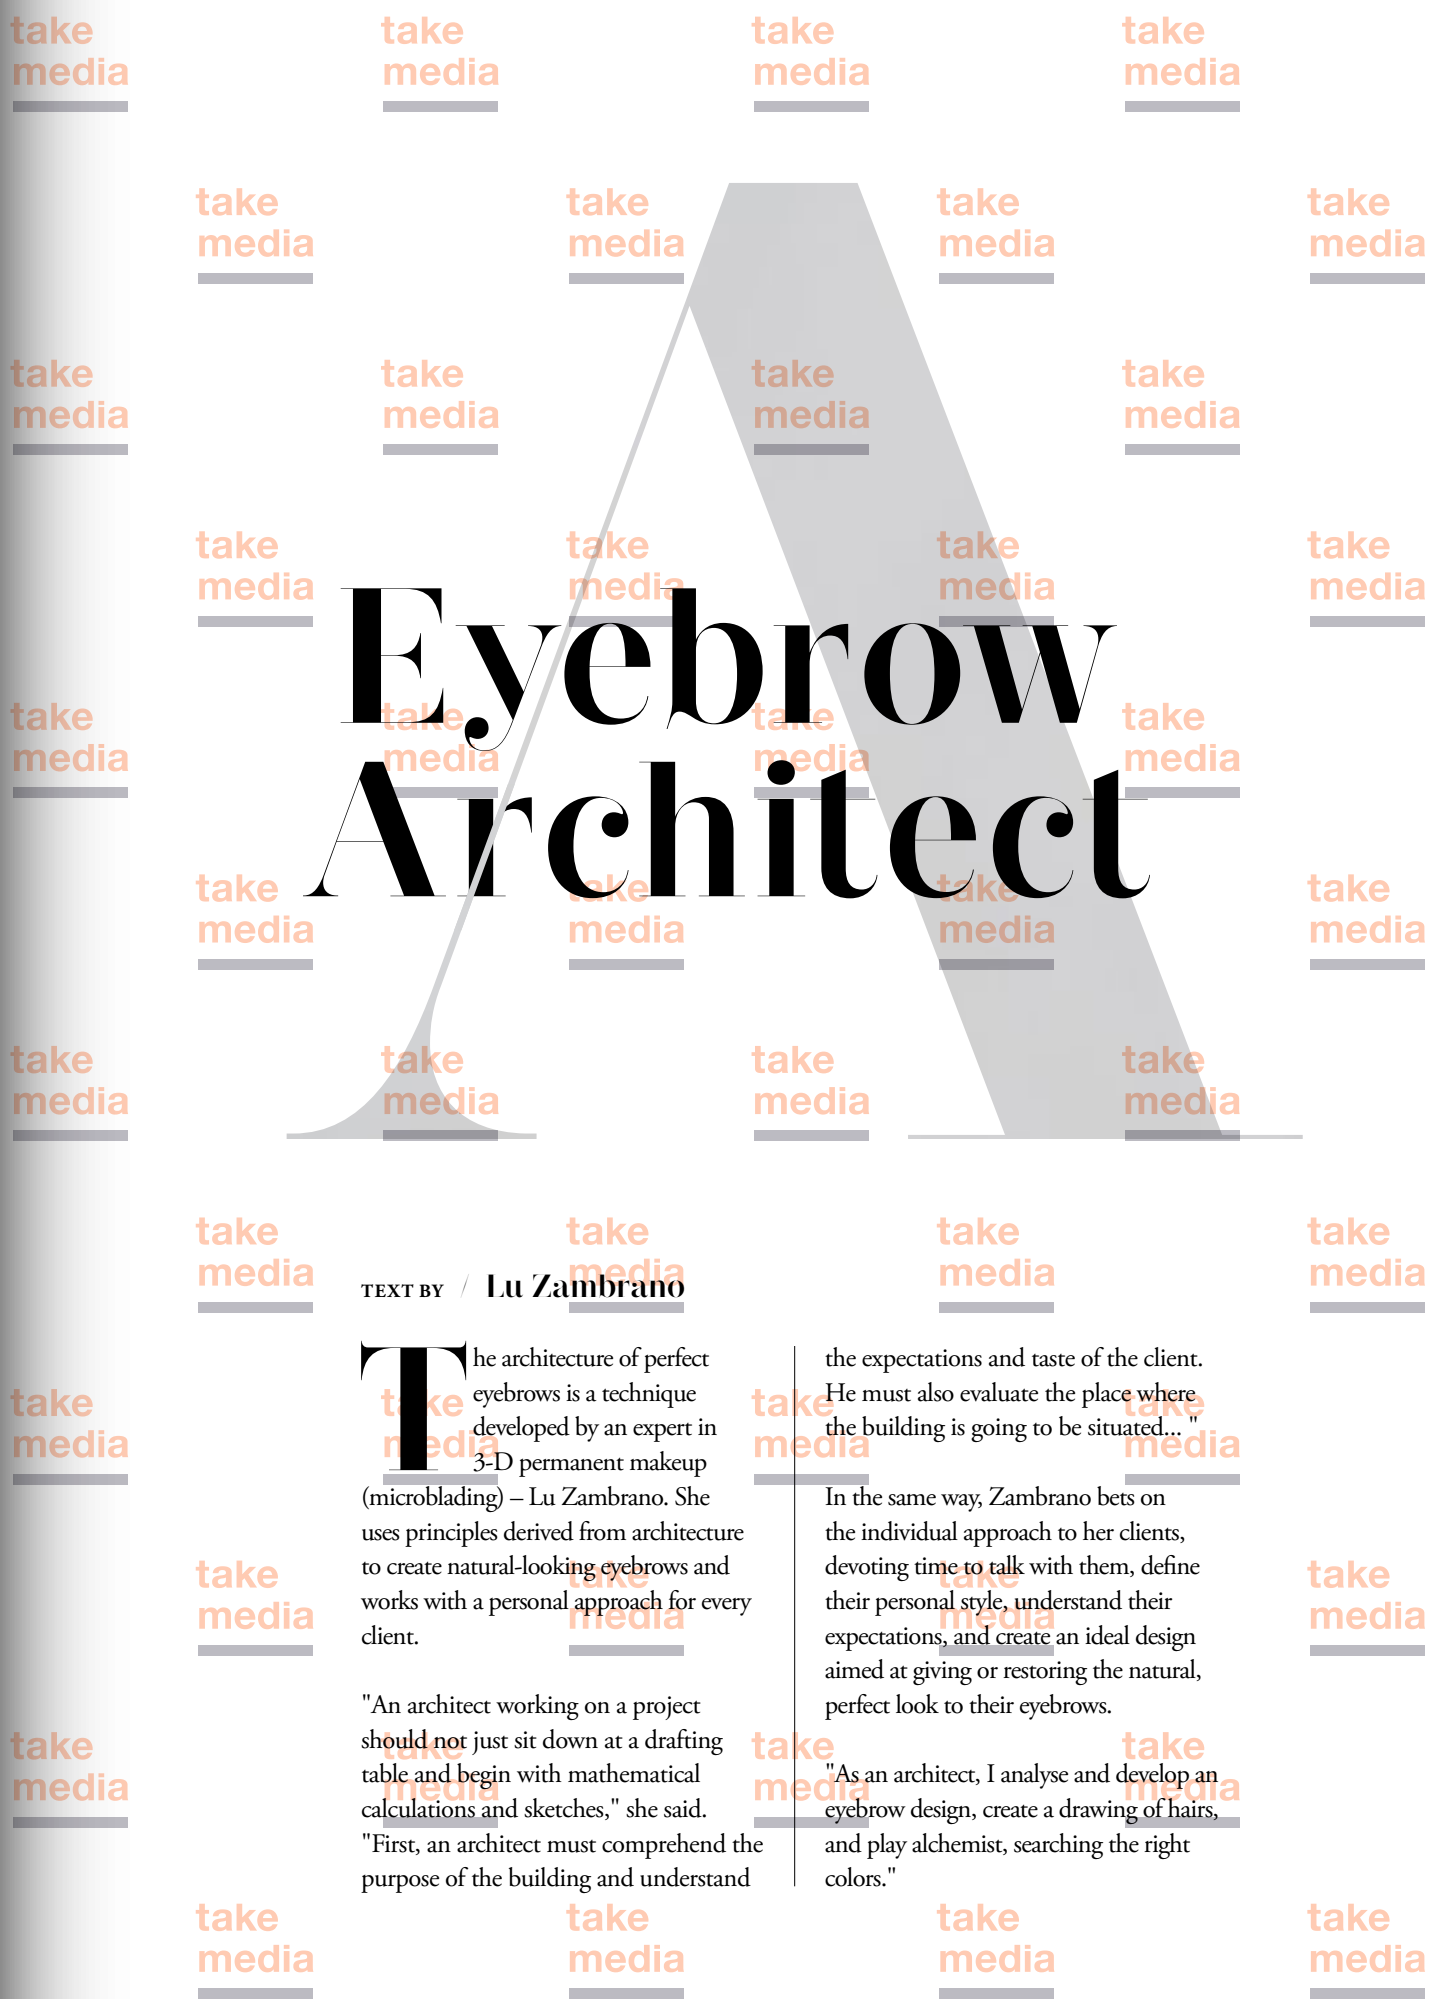 A
Eyebrow
Architect
TEXT BY / Lu Zambrano
The architecture of perfect
eyebrows is a technique
developed by an expert in
3-D permanent makeup
(microblading) – Lu Zambrano. She
uses principles derived from architecture
to create natural-looking eyebrows and
works with a personal approach for every
client.
"An architect working on a project
should not just sit down at a drafting
table and begin with mathematical
calculations and sketches," she said.
"First, an architect must comprehend the
purpose of the building and understand
the expectations and taste of the client.
He must also evaluate the place where
the building is going to be situated... "
In the same way, Zambrano bets on
the individual approach to her clients,
devoting time to talk with them, define
their personal style, understand their
expectations, and create an ideal design
aimed at giving or restoring the natural,
perfect look to their eyebrows.
"As an architect, I analyse and develop an
eyebrow design, create a drawing of hairs,
and play alchemist, searching the right
colors."
take
media